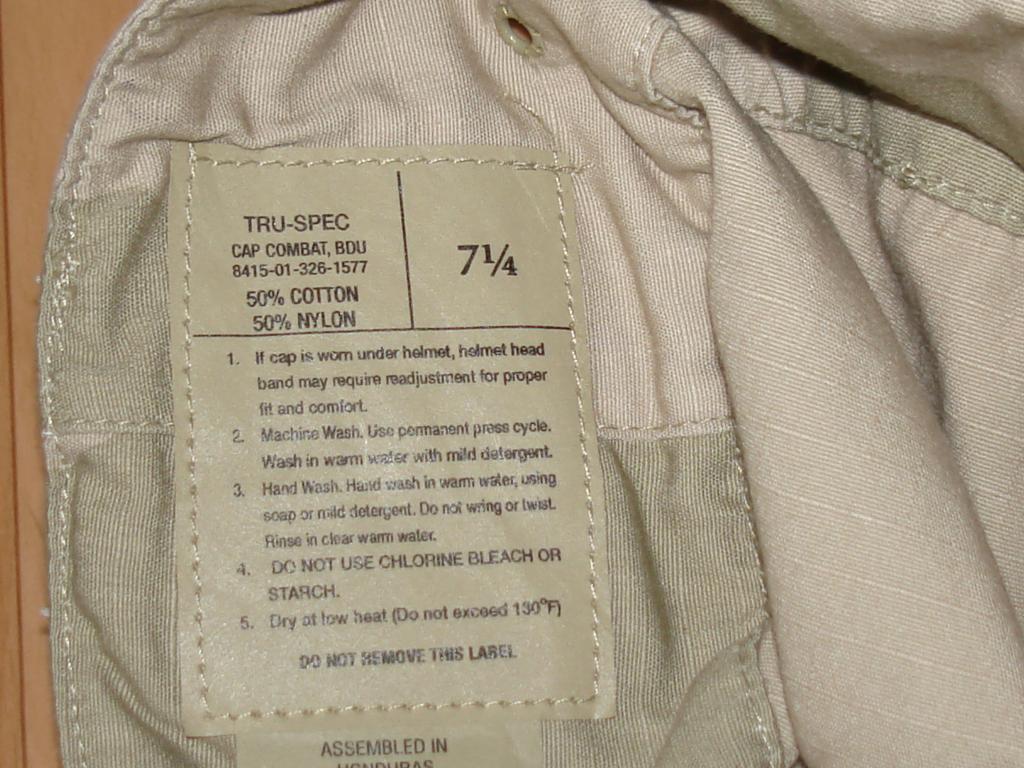 TRU-SPEC
CAP COMBAT, BDU
8415-01-326-1577
50% COTTON
50% NYLON
7¼
1. If cap is worn under helmet, helmet head
band may require readjustment for proper
fit and comfort.
2. Machine Wash. Use permanent press cycle.
Wash in warm water with mild detergent.
3. Hand Wash. Hand wash in warm water, using
soap or mild detergent. Do not wring or twist.
Rinse in clear warm water.
4. DO NOT USE CHLORINE BLEACH OR
STARCH.
5. Dry at low heat (Do not exceed 130°F)
DO NOT REMOVE THIS LABEL
ASSEMBLED IN
HONDURAS